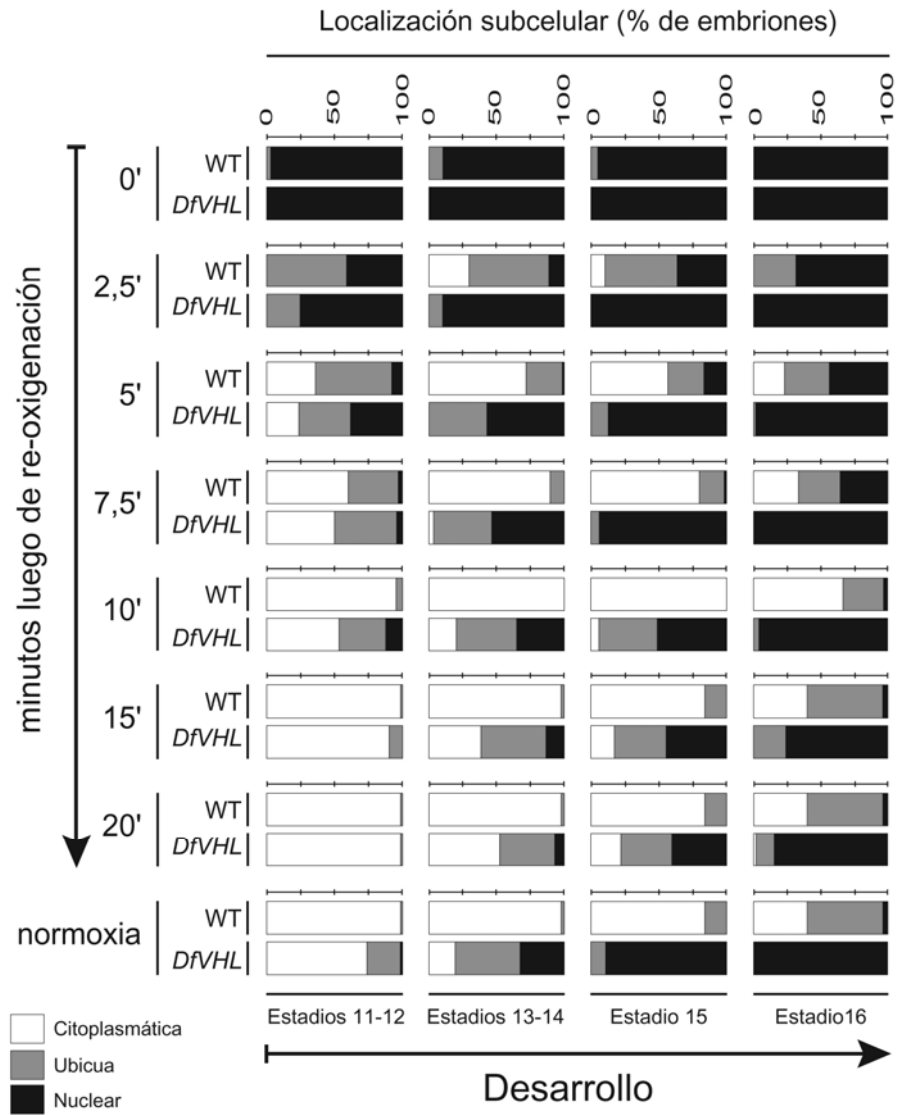 Localización subcelular (% de embriones)
0 50 100 0 50 100 0 50 100 0 50 100
minutos luego de re-oxigenación
0' WT
DfVHL
2,5' WT
DfVHL
5' WT
DfVHL
7,5' WT
DfVHL
10' WT
DfVHL
15' WT
DfVHL
20' WT
DfVHL
normoxia WT
DfVHL
Estadios 11-12 Estadios 13-14 Estadio 15 Estadio16
Citoplasmática
Ubicua
Nuclear
Desarrollo